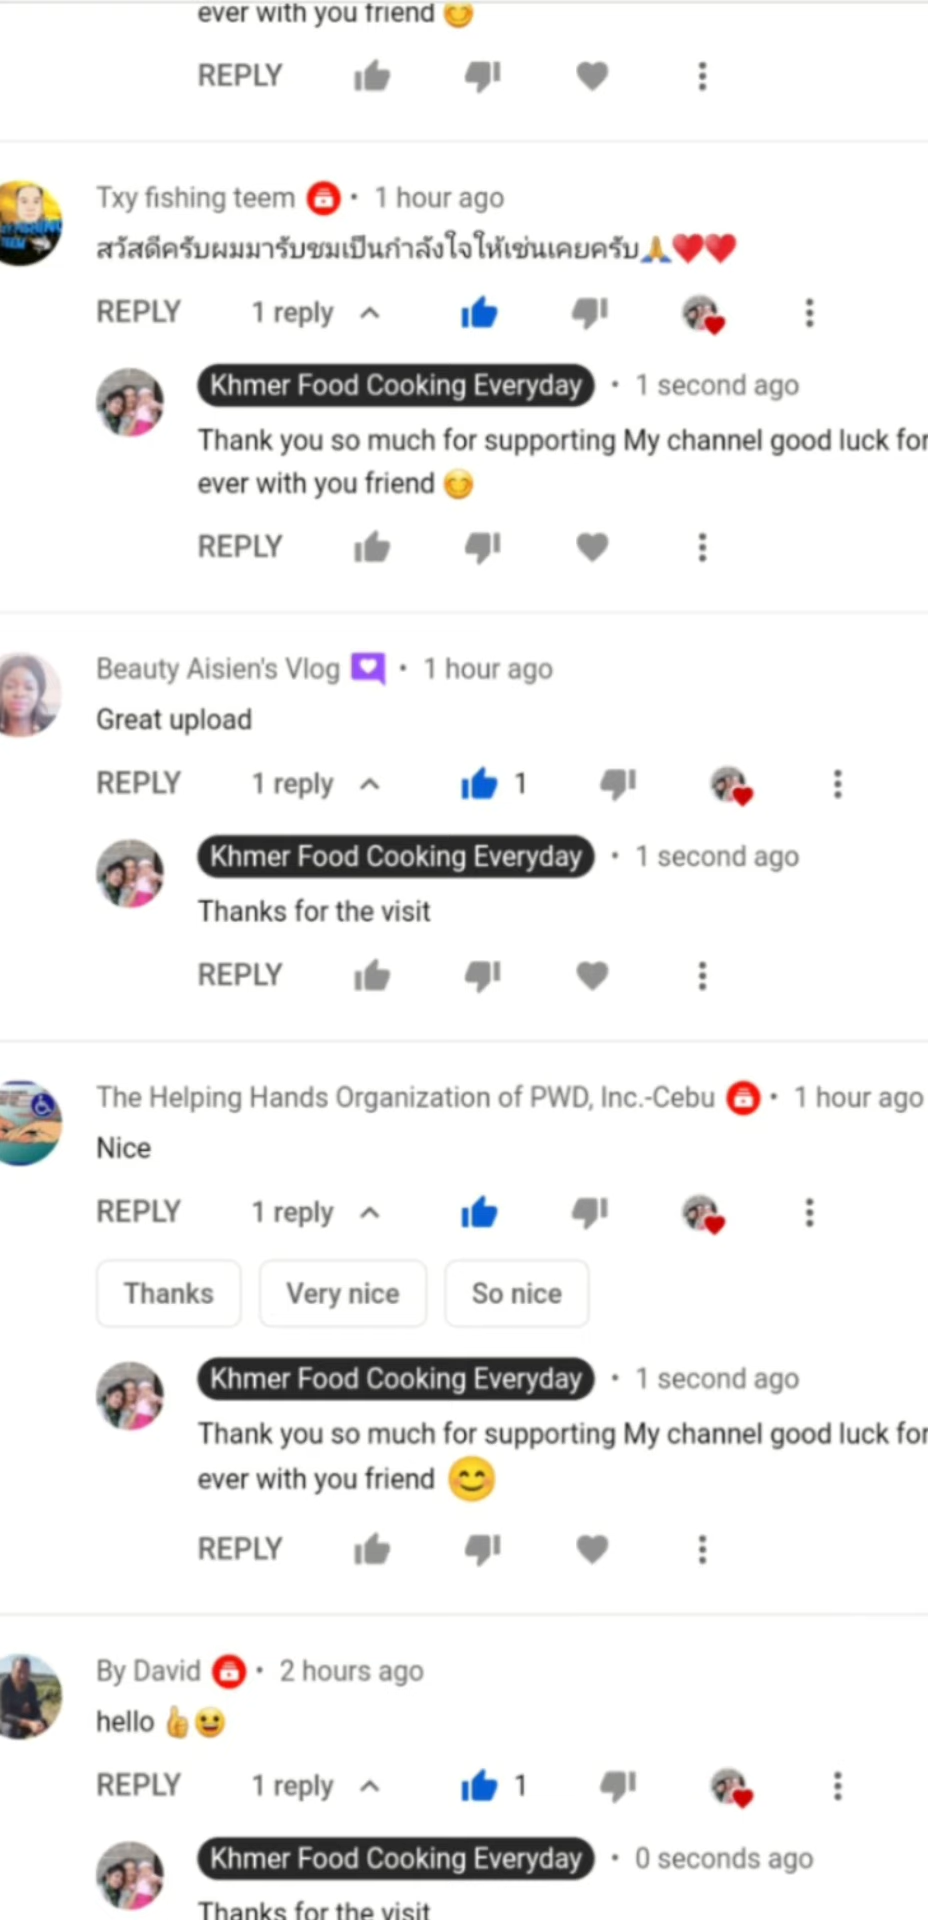 ever with you friend 😊
REPLY
Txy fishing teem • 1 hour ago
สวัสดีครับผมมารับชมเป็นกำลังใจให้เช่นเคยครับ🙏❤️❤️
REPLY 1 reply
Khmer Food Cooking Everyday • 1 second ago
Thank you so much for supporting My channel good luck for
ever with you friend 😊
REPLY
Beauty Aisien's Vlog • 1 hour ago
Great upload
REPLY 1 reply 1
Khmer Food Cooking Everyday • 1 second ago
Thanks for the visit
REPLY
The Helping Hands Organization of PWD, Inc.-Cebu • 1 hour ago
Nice
REPLY 1 reply
Thanks Very nice So nice
Khmer Food Cooking Everyday • 1 second ago
Thank you so much for supporting My channel good luck for
ever with you friend 😊
REPLY
By David • 2 hours ago
hello 👍😀
REPLY 1 reply 1
Khmer Food Cooking Everyday • 0 seconds ago
Thanks for the visit